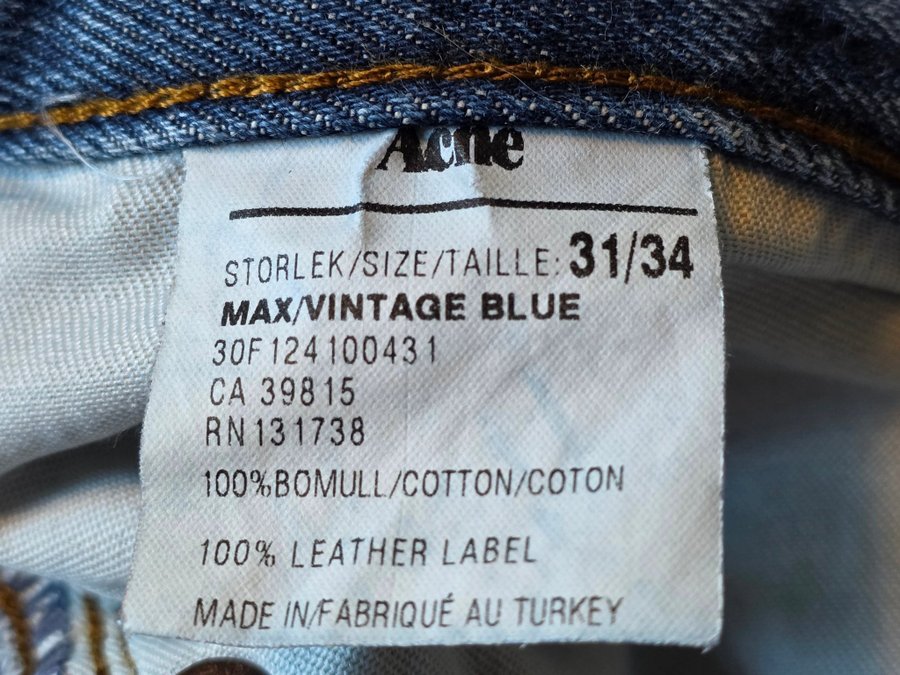 Acne
STORLEK/SIZE/TAILLE: 31/34
MAX/VINTAGE BLUE
30F124100431
CA 39815
RN131738
100%BOMULL/COTTON/COTON
100% LEATHER LABEL
MADE IN/FABRIQUÉ AU TURKEY